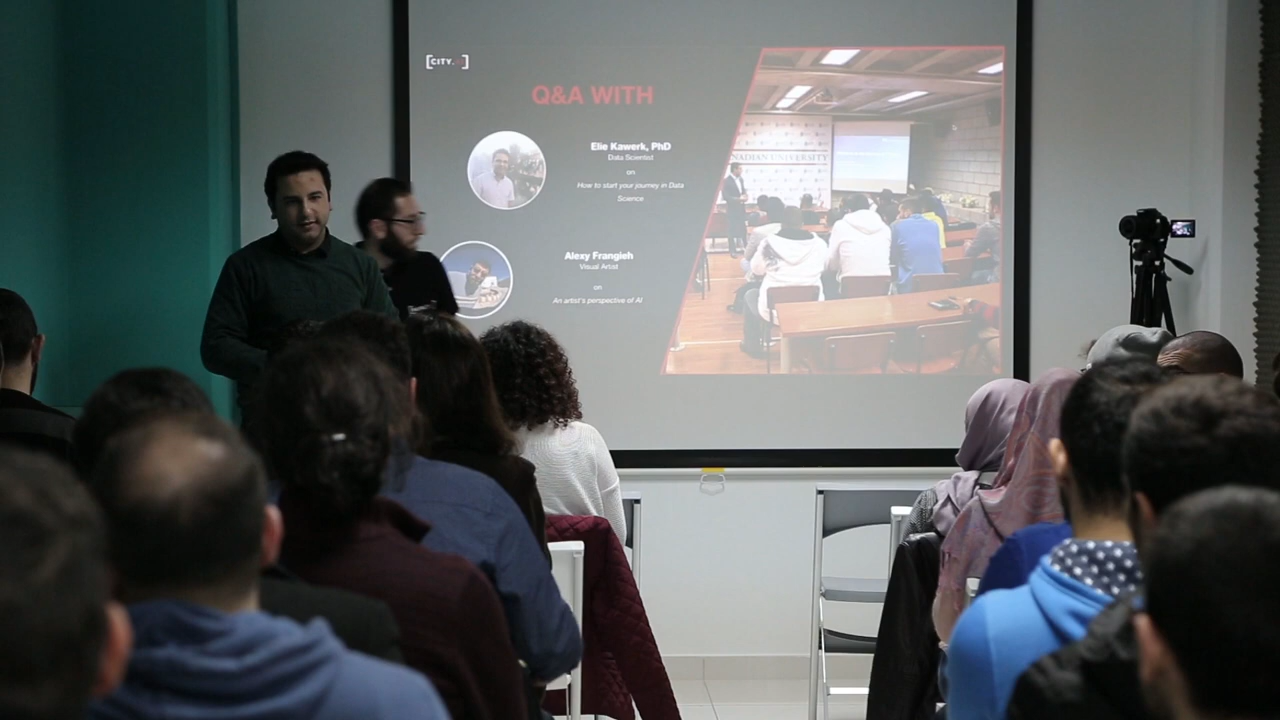 [CITY.AI]
Q&A WITH
Elie Kawerk, PhD
Data Scientist
on
How to start your journey in Data
Science
Alexy Frangieh
Visual Artist
on
An artist's perspective of AI
NADIAN UNIVERSITY